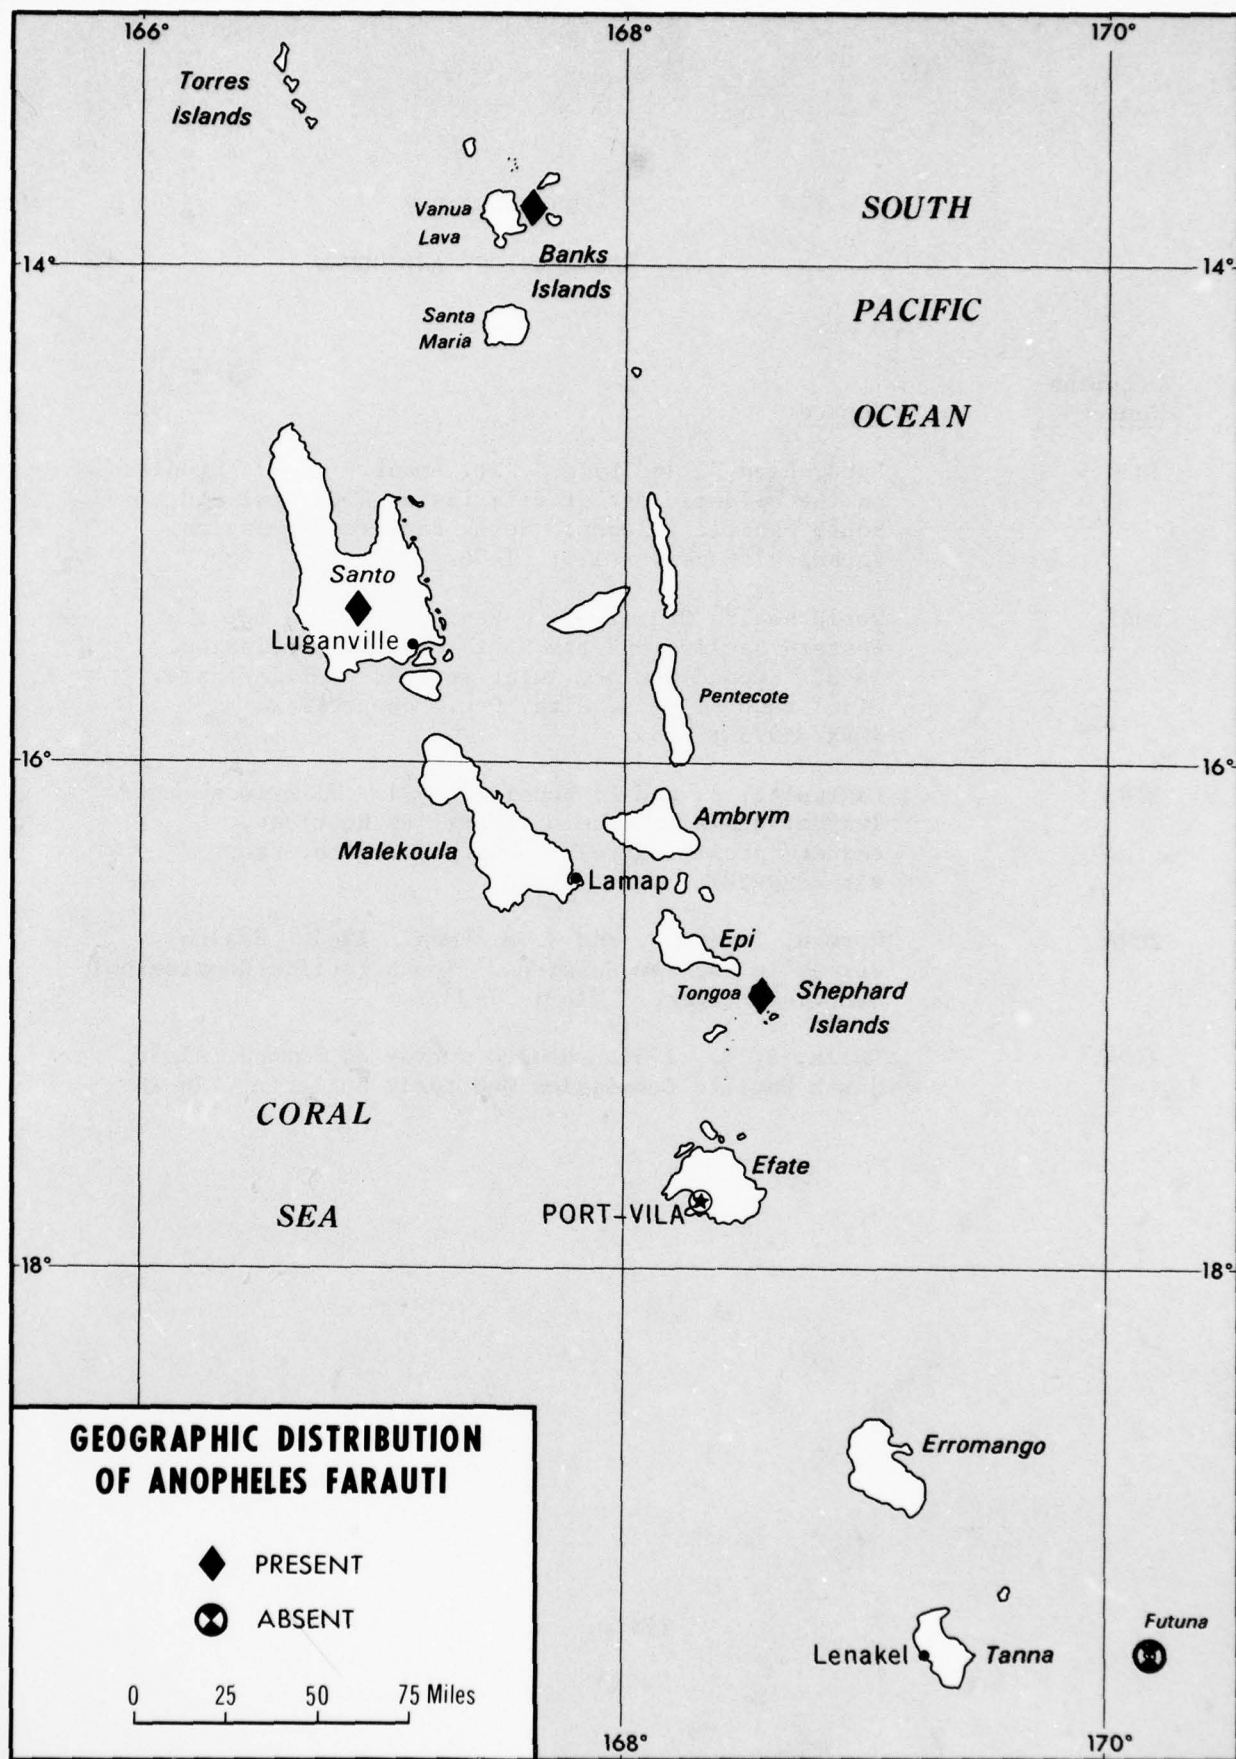 166°
168°
170°
Torres
Islands
Vanua
Lava
Banks
Islands
SOUTH
14°
14°
Santa
Maria
PACIFIC
OCEAN
Santo
Luganville
Pentecote
16°
16°
Ambrym
Malekoula
Lamap
Epi
Tongoa
Shephard
Islands
CORAL
SEA
Efate
PORT-VILA
18°
18°
GEOGRAPHIC DISTRIBUTION
OF ANOPHELES FARAUTI
PRESENT
ABSENT
0 25 50 75 Miles
Erromango
Futuna
Lenakel
Tanna
168°
170°